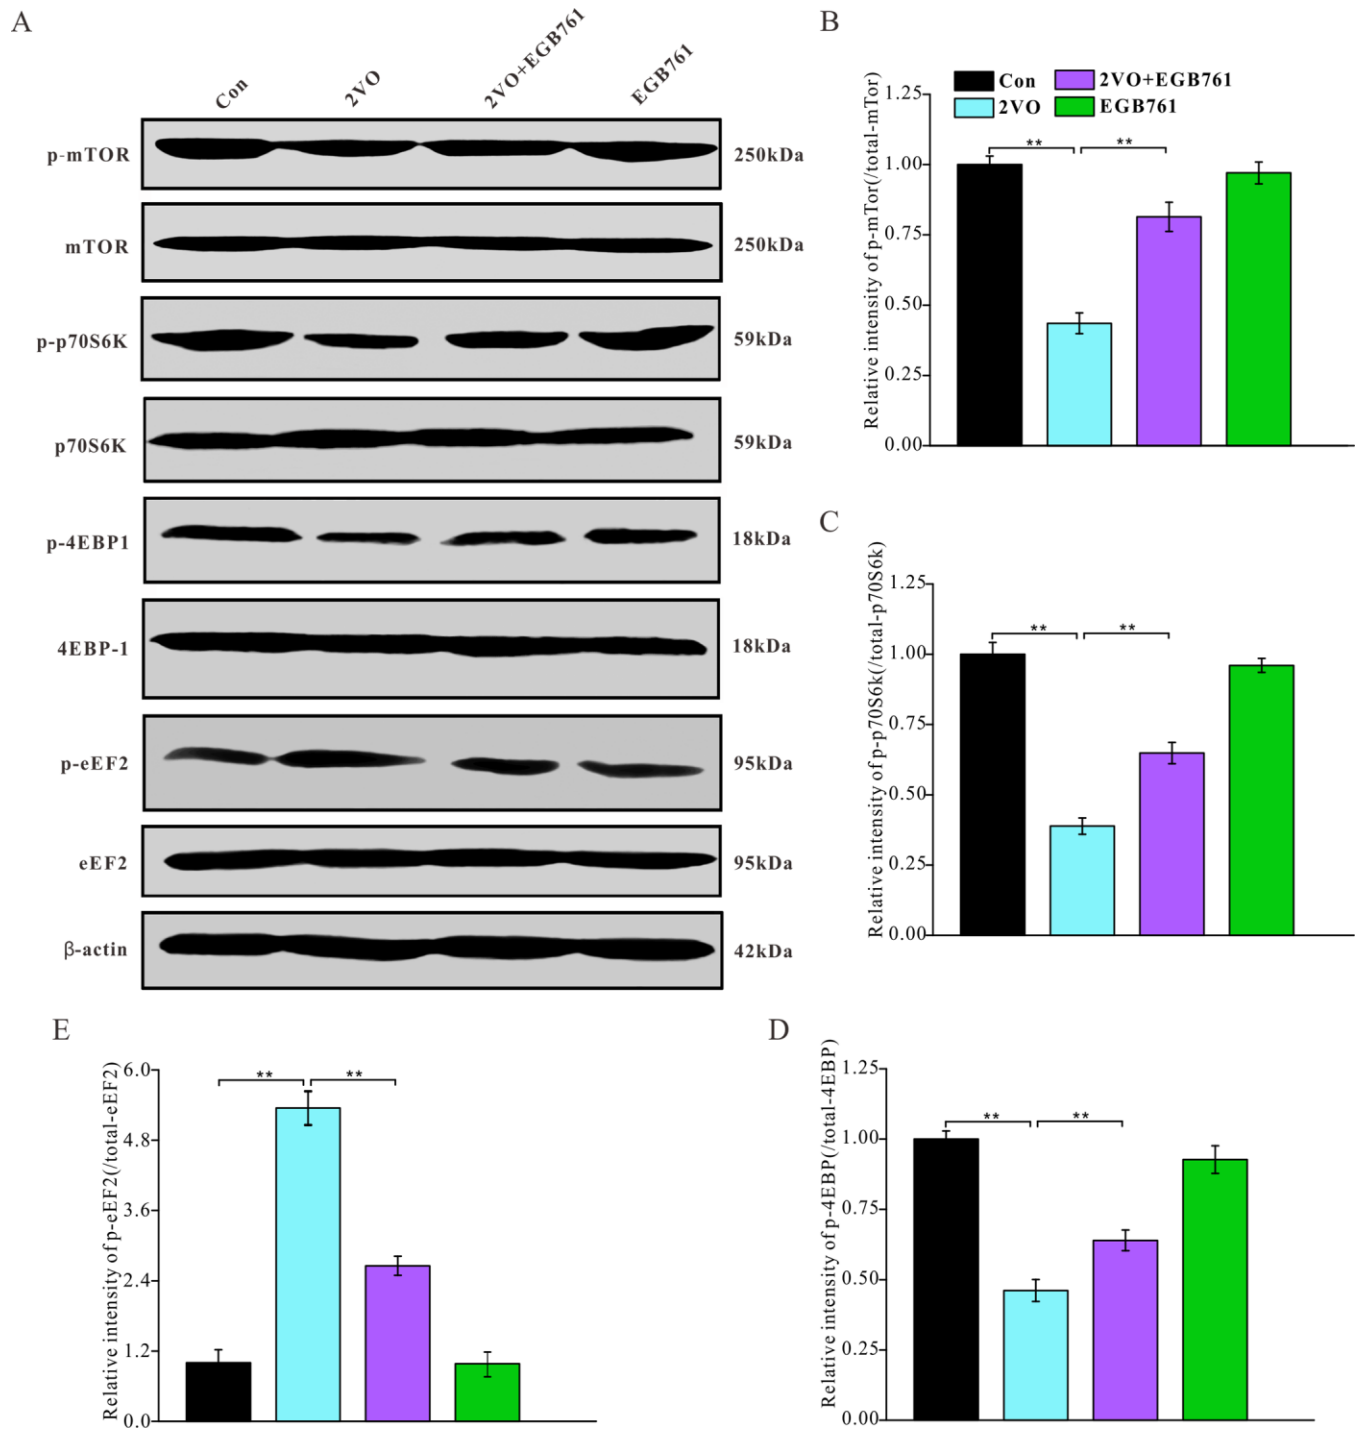 A
Con
2VO
2VO+EGB761
EGB761
p-mTOR 250kDa
mTOR 250kDa
p-p70S6K 59kDa
p70S6K 59kDa
p-4EBP1 18kDa
4EBP-1 18kDa
p-eEF2 95kDa
eEF2 95kDa
β-actin 42kDa
B
Con 2VO+EGB761
2VO EGB761
Relative intensity of p-mTor(/total-mTor)
1.25
1.00
0.75
0.50
0.25
0.00
** **
C
Relative intensity of p-p70S6k(/total-p70S6k)
1.25
1.00
0.75
0.50
0.25
0.00
** **
E
Relative intensity of p-eEF2(/total-eEF2)
6.0
4.8
3.6
2.4
1.2
0.0
** **
D
Relative intensity of p-4EBP(/total-4EBP)
1.25
1.00
0.75
0.50
0.25
0.00
** **